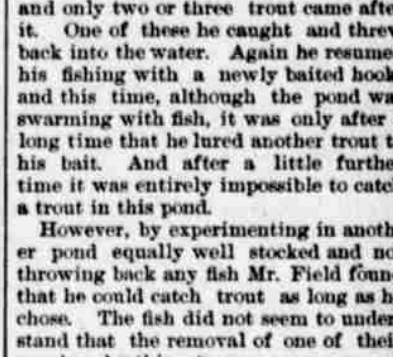 and only two or three trout came afte
it. One of these he caught and threw
back into the water. Again he resume
his fishing with a newly baited hook
and this time, although the pond wa
swarming with fish, it was only after
long time that he lured another trout t
his bait. And after a little furthe
time it was entirely impossible to catc
a trout in this pond.
However, by experimenting in anoth
er pond equally well stocked and no
throwing back any fish Mr. Field foun
that he could catch trout as long as h
chose. The fish did not seem to under
stand that the removal of one of thei